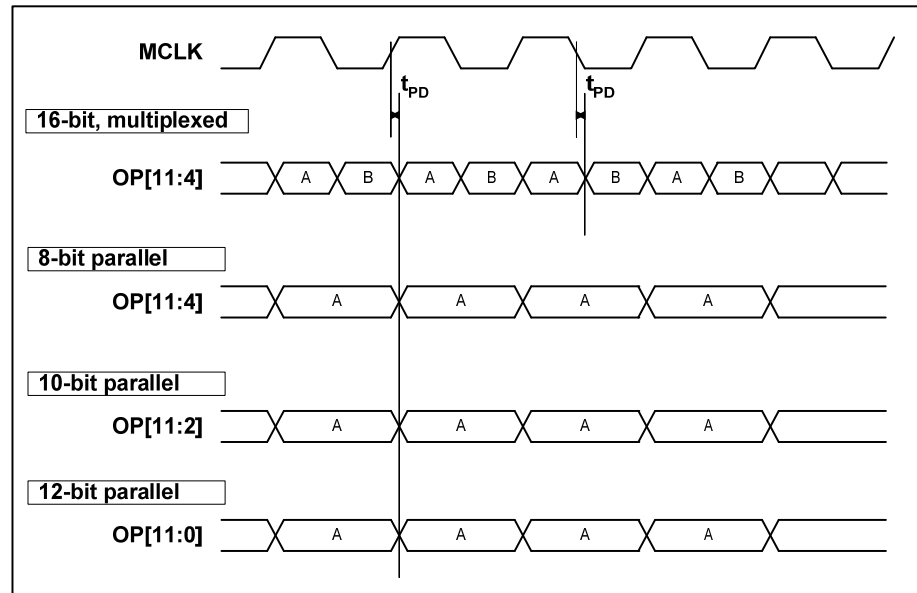 MCLK
tPD tPD
16-bit, multiplexed
OP[11:4] A B A B A B A B
8-bit parallel
OP[11:4] A A A A
10-bit parallel
OP[11:2] A A A A
12-bit parallel
OP[11:0] A A A A